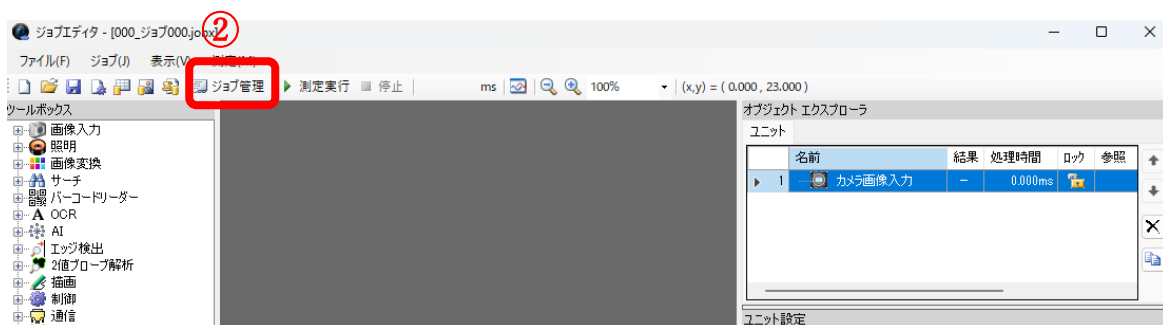 ②
ジョブエディタ - [000_ジョブ000.jobx]
ファイル(F) ジョブ(J) 表示(V)
ジョブ管理 測定実行 停止 ms 100% (x,y) = ( 0.000 , 23.000 )
ツールボックス
画像入力
照明
画像変換
サーチ
バーコードリーダー
A OCR
AI
エッジ検出
2値ブローブ解析
描画
制御
通信
オブジェクト エクスプローラ
ユニット
名前 結果 処理時間 ロック 参照
1 カメラ画像入力 － 0.000ms
ユニット設定